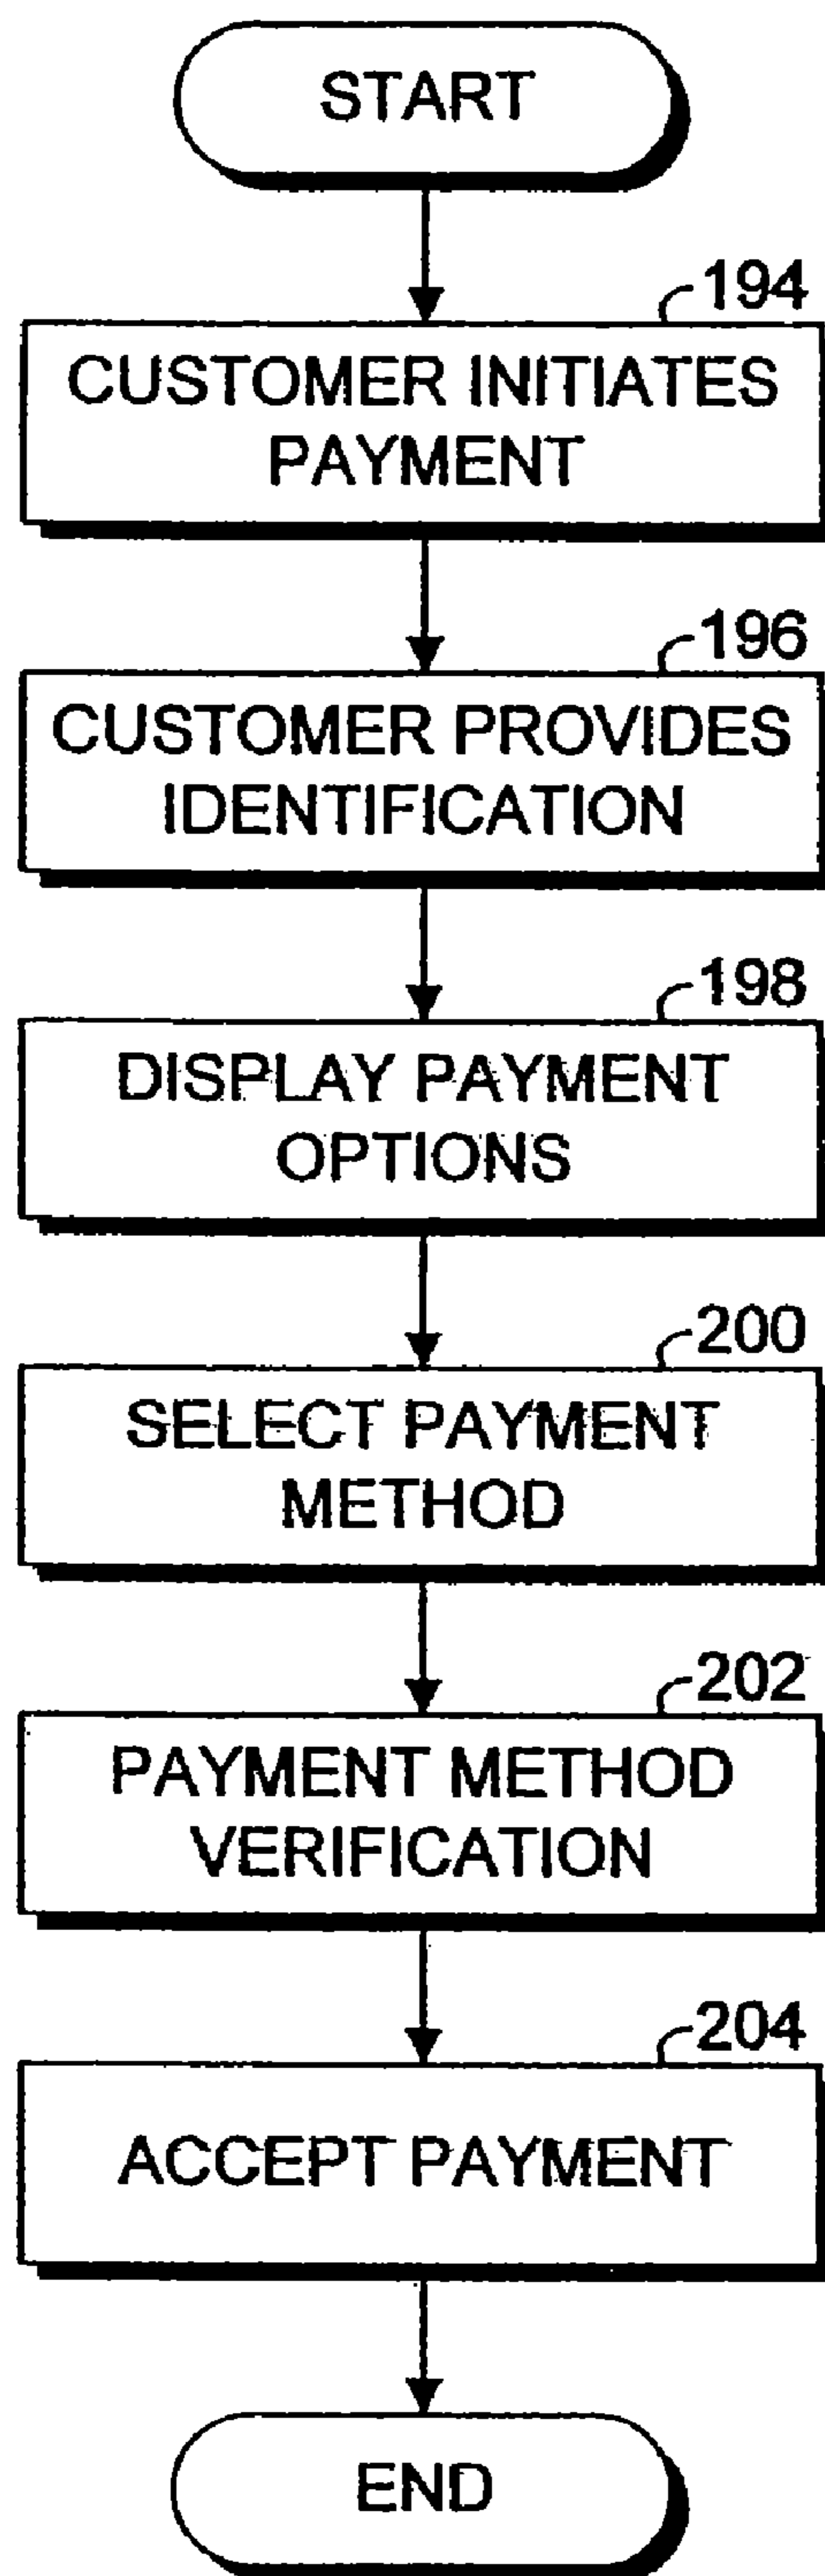 START
194
CUSTOMER INITIATES
PAYMENT
196
CUSTOMER PROVIDES
IDENTIFICATION
198
DISPLAY PAYMENT
OPTIONS
200
SELECT PAYMENT
METHOD
202
PAYMENT METHOD
VERIFICATION
204
ACCEPT PAYMENT
END